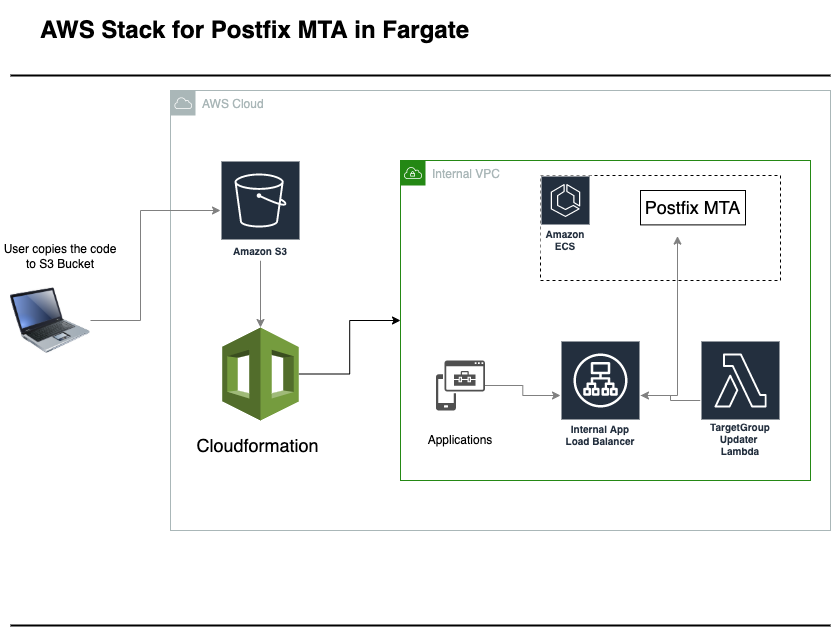 AWS Stack for Postfix MTA in Fargate
AWS Cloud
Internal VPC
Postfix MTA
Amazon
ECS
User copies the code
to S3 Bucket
Amazon S3
Cloudformation
Applications
Internal App
Load Balancer
TargetGroup
Updater
Lambda